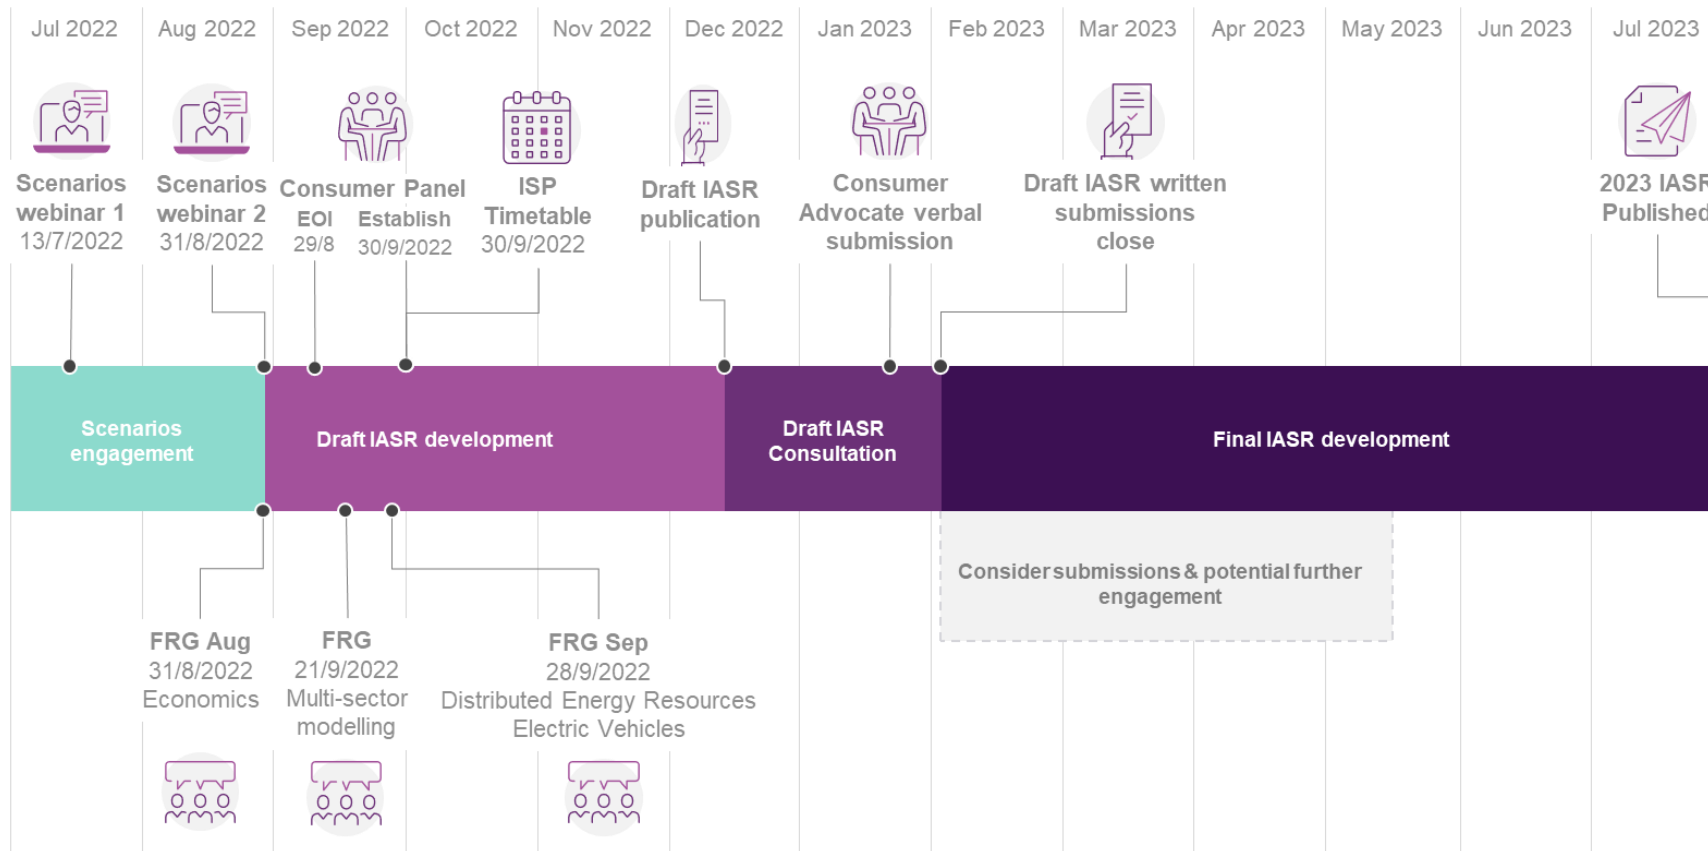 Jul 2022
Aug 2022
Sep 2022
Oct 2022
Nov 2022
Dec 2022
Jan 2023
Feb 2023
Mar 2023
Apr 2023
May 2023
Jun 2023
Jul 2023
Scenarios
webinar 1
13/7/2022
Scenarios
webinar 2
31/8/2022
Consumer Panel
EOI
29/8
Establish
30/9/2022
ISP
Timetable
30/9/2022
Draft IASR
publication
Consumer
Advocate verbal
submission
Draft IASR written
submissions
close
2023 IASR
Published
Scenarios
engagement
Draft IASR development
Draft IASR
Consultation
Final IASR development
Consider submissions & potential further
engagement
FRG Aug
31/8/2022
Economics
FRG
21/9/2022
Multi-sector
modelling
FRG Sep
28/9/2022
Distributed Energy Resources
Electric Vehicles